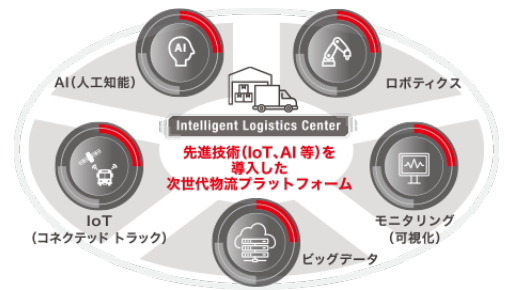 AI
AI(人工知能)
ロボティクス
Intelligent Logistics Center
先進技術(IoT、AI 等)を
導入した
次世代物流プラットフォーム
IoT
(コネクテッド トラック)
モニタリング
(可視化)
ビッグデータ